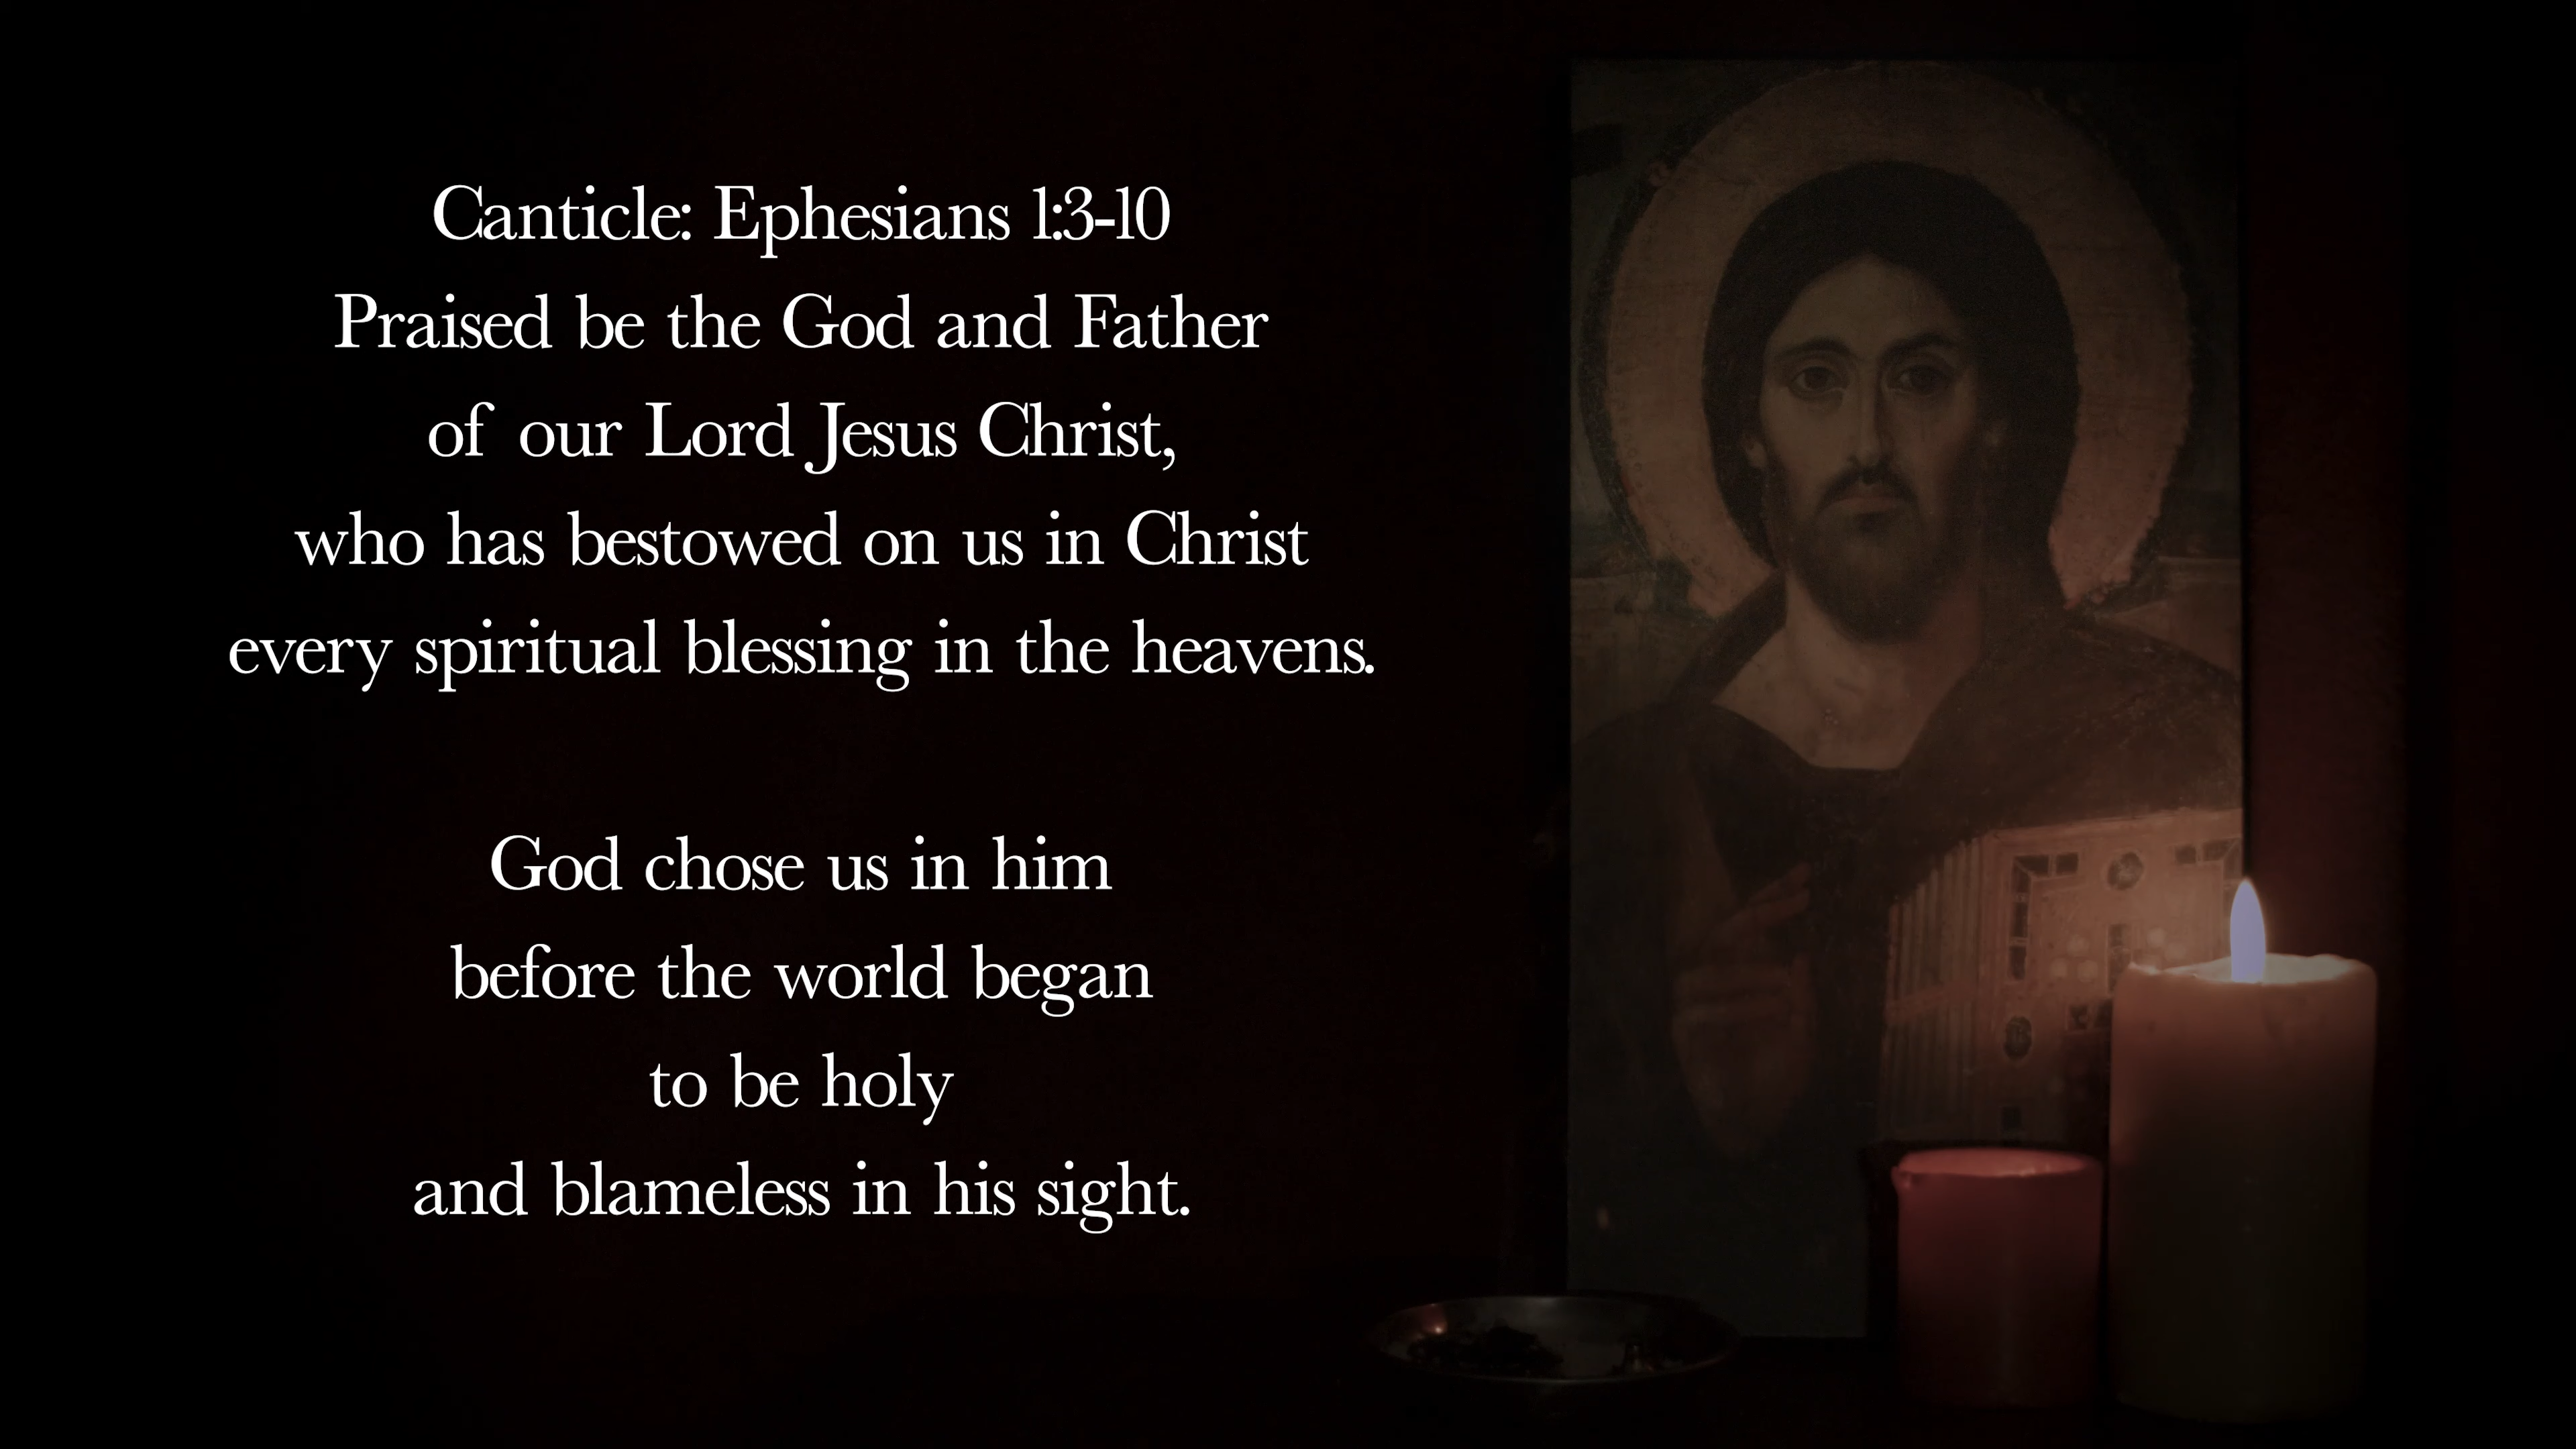 Canticle: Ephesians 1:3-10
Praised be the God and Father
of our Lord Jesus Christ,
who has bestowed on us in Christ
every spiritual blessing in the heavens.
God chose us in him
before the world began
to be holy
and blameless in his sight.